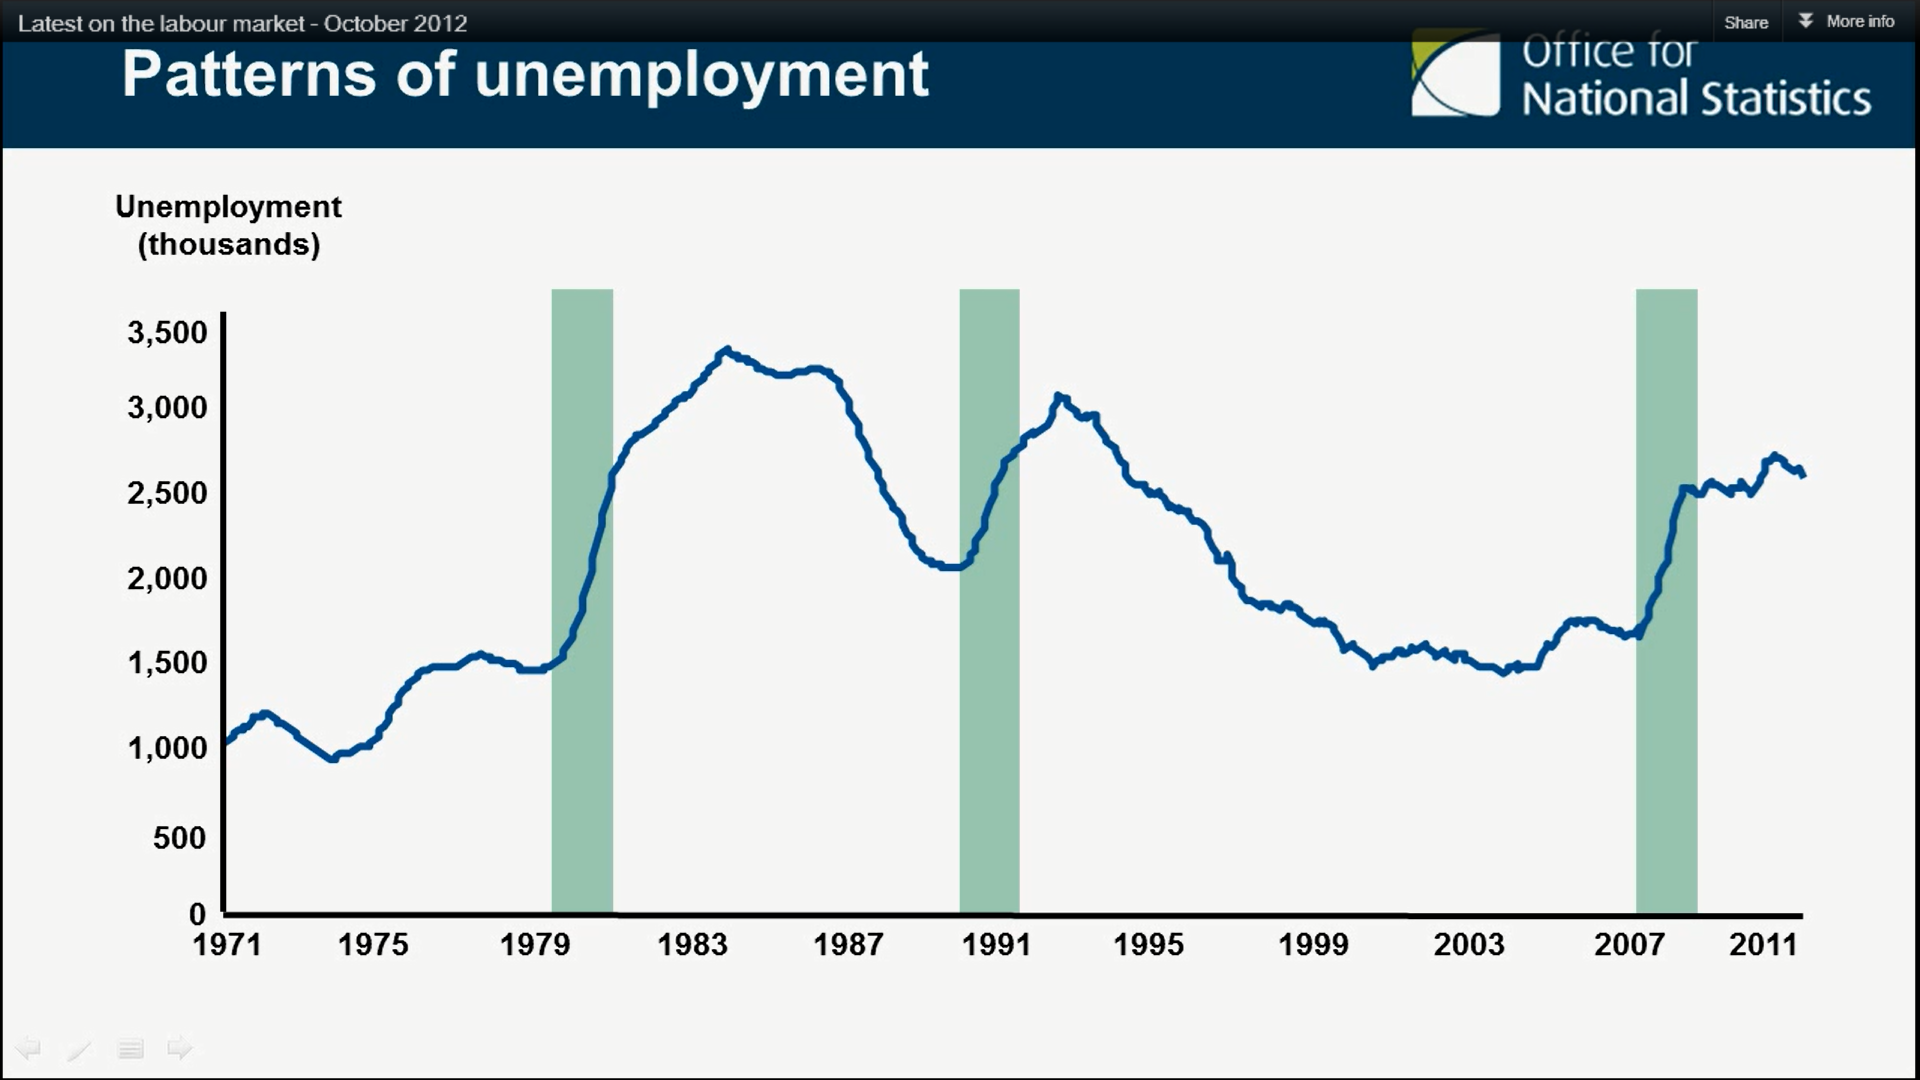 Latest on the labour market - October 2012
Share
More info
Patterns of unemployment
Office for
National Statistics
Unemployment
(thousands)
3,500
3,000
2,500
2,000
1,500
1,000
500
0
1971 1975 1979 1983 1987 1991 1995 1999 2003 2007 2011